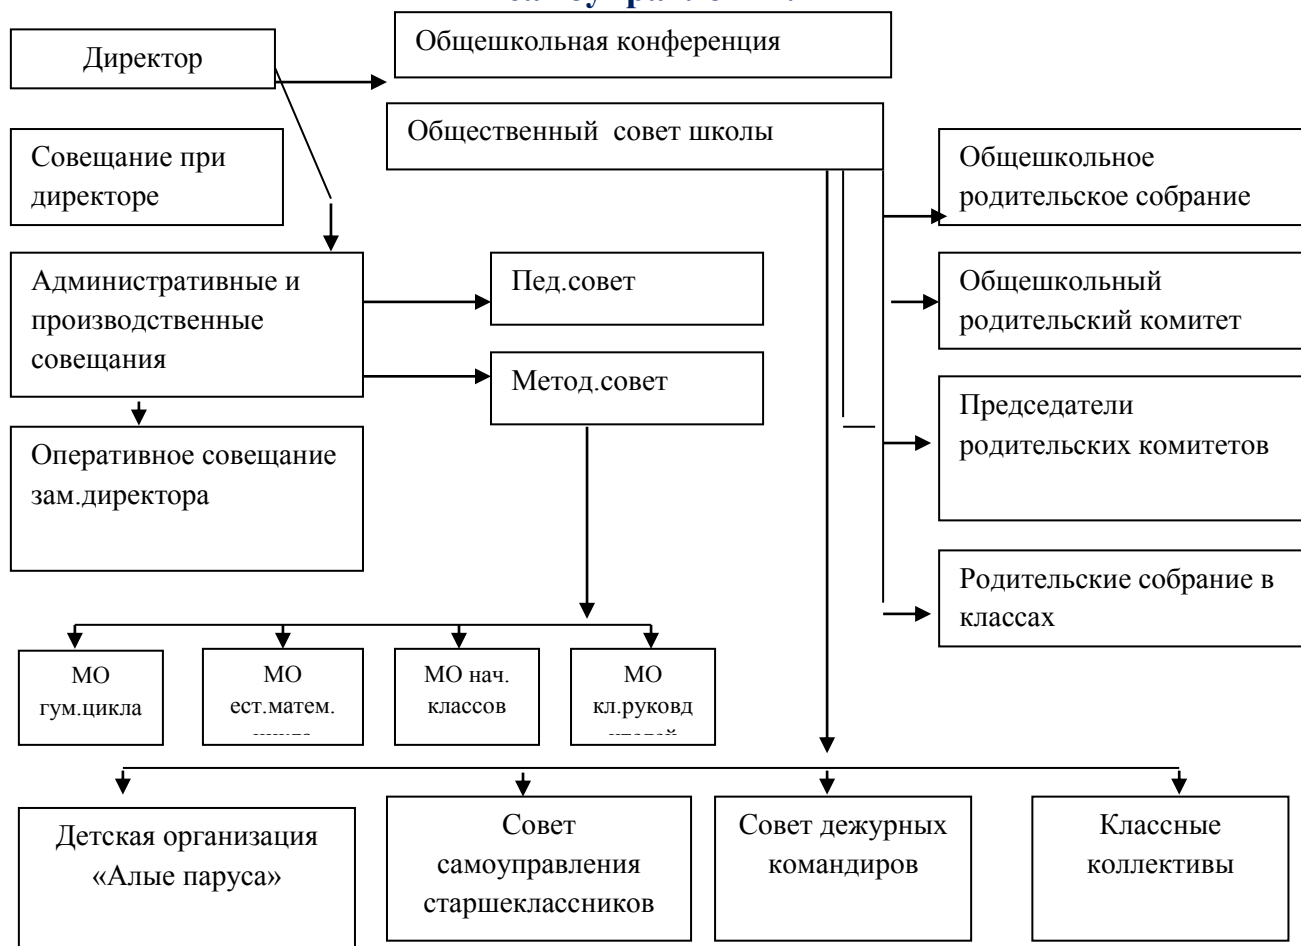 Директор
Общешкольная конференция
Общественный совет школы
Совещание при
директоре
Общешкольное
родительское собрание
Административные и
производственные
совещания
Пед.совет
Общешкольный
родительский комитет
Метод.совет
Председатели
родительских комитетов
Оперативное совещание
зам.директора
Родительские собрание в
классах
МО
гум.цикла
МО
ест.матем.
МО нач.
классов
МО
кл.руковд
Детская организация
«Алые паруса»
Совет
самоуправления
старшеклассников
Совет дежурных
командиров
Классные
коллективы